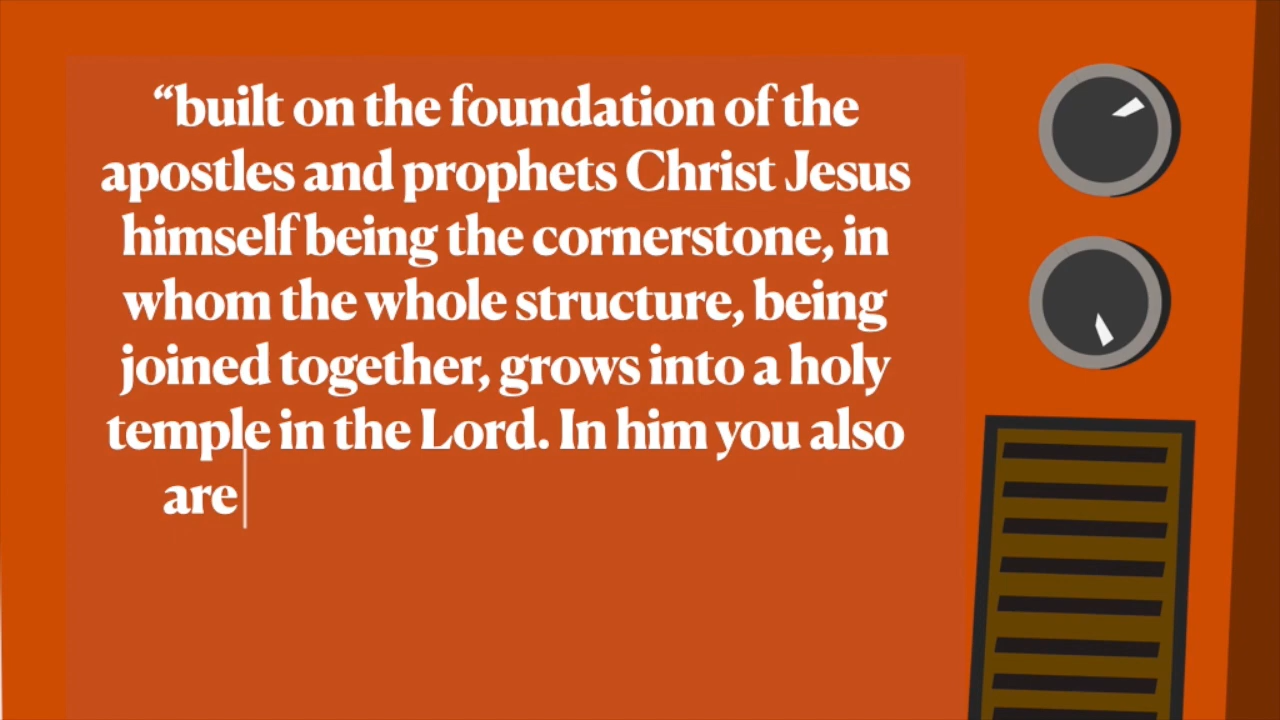 “built on the foundation of the
apostles and prophets Christ Jesus
himself being the cornerstone, in
whom the whole structure, being
joined together, grows into a holy
temple in the Lord. In him you also
are